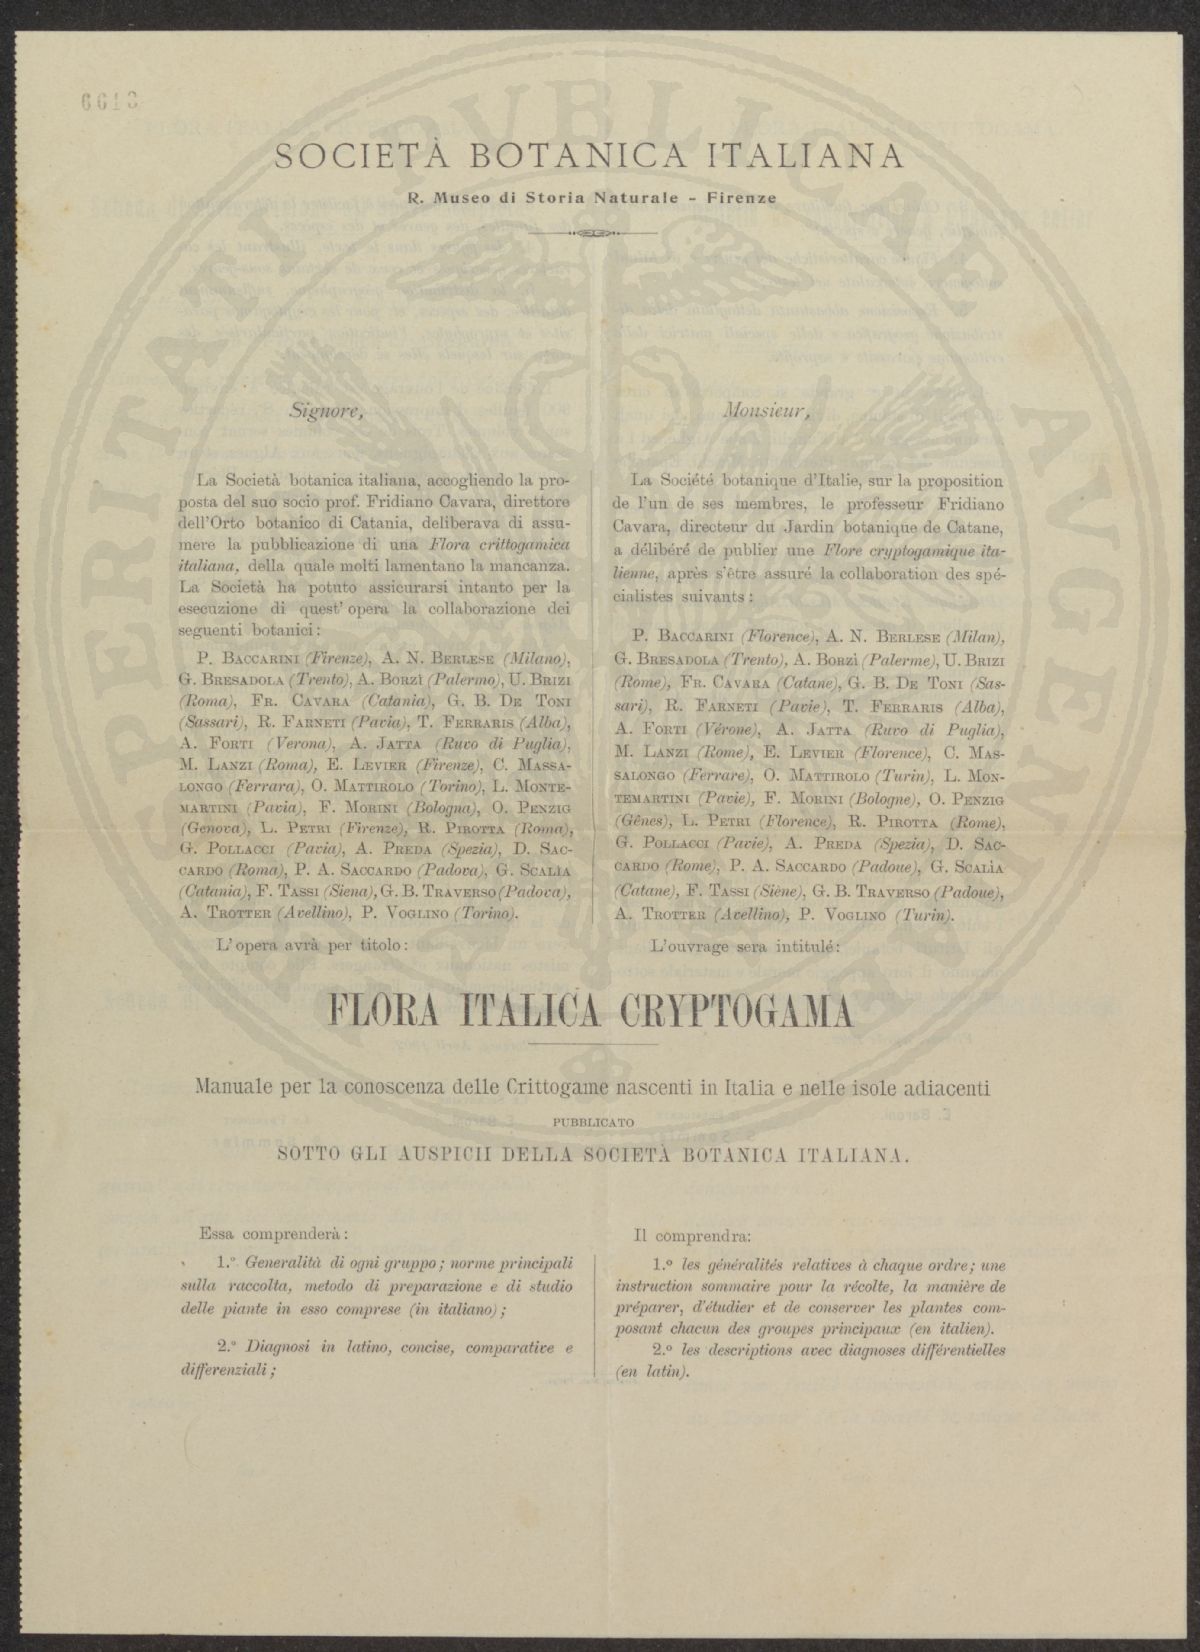 6613
SOCIETÀ BOTANICA ITALIANA
R. Museo di Storia Naturale - Firenze
Signore,
La Società botanica italiana, accogliendo la pro-
posta del suo socio prof. Fridiano Cavara, direttore
dell'Orto botanico di Catania, deliberava di assu-
mere la pubblicazione di una Flora crittogamica
italiana, della quale molti lamentano la mancanza.
La Società ha potuto assicurarsi intanto per la
esecuzione di quest' opera la collaborazione dei
seguenti botanici:
P. Baccarini (Firenze), A. N. Berlese (Milano),
G. Bresadola (Trento), A. Borzì (Palermo), U. Brizi
(Roma), Fr. Cavara (Catania), G. B. De Toni
(Sassari), R. Farneti (Pavia), T. Ferraris (Alba),
A. Forti (Verona), A. Jatta (Ruvo di Puglia),
M. Lanzi (Roma), E. Levier (Firenze), C. Massa-
longo (Ferrara), O. Mattirolo (Torino), L. Monte-
martini (Pavia), F. Morini (Bologna), O. Penzig
(Genova), L. Petri (Firenze), R. Pirotta (Roma),
G. Pollacci (Pavia), A. Preda (Spezia), D. Sac-
cardo (Roma), P. A. Saccardo (Padova), G. Scalia
(Catania), F. Tassi (Siena), G. B. Traverso (Padova),
A. Trotter (Avellino), P. Voglino (Torino).
L'opera avrà per titolo:
Monsieur,
La Société botanique d'Italie, sur la proposition
de l'un de ses membres, le professeur Fridiano
Cavara, directeur du Jardin botanique de Catane,
a délibéré de publier une Flore cryptogamique ita-
lienne, après s'être assuré la collaboration des spé-
cialistes suivants:
P. Baccarini (Florence), A. N. Berlese (Milan),
G. Bresadola (Trento), A. Borzì (Palerme), U. Brizi
(Rome), Fr. Cavara (Catane), G. B. De Toni (Sas-
sari), R. Farneti (Pavie), T. Ferraris (Alba),
A. Forti (Vérone), A. Jatta (Ruvo di Puglia),
M. Lanzi (Rome), E. Levier (Florence), C. Mas-
salongo (Ferrare), O. Mattirolo (Turin), L. Mon-
temartini (Pavie), F. Morini (Bologne), O. Penzig
(Gênes), L. Petri (Florence), R. Pirotta (Rome),
G. Pollacci (Pavie), A. Preda (Spezia), D. Sac-
cardo (Rome), P. A. Saccardo (Padoue), G. Scalia
(Catane), F. Tassi (Siène), G. B. Traverso (Padoue),
A. Trotter (Avellino), P. Voglino (Turin).
L'ouvrage sera intitulé:
FLORA ITALICA CRYPTOGAMA
Manuale per la conoscenza delle Crittogame nascenti in Italia e nelle isole adiacenti
PUBBLICATO
SOTTO GLI AUSPICII DELLA SOCIETÀ BOTANICA ITALIANA.
Essa comprenderà:
1.º Generalità di ogni gruppo; norme principali
sulla raccolta, metodo di preparazione e di studio
delle piante in esso comprese (in italiano);
2.º Diagnosi in latino, concise, comparative e
differenziali;
Il comprendra:
1.º les généralités relatives à chaque ordre; une
instruction sommaire pour la récolte, la manière de
préparer, d'étudier et de conserver les plantes com-
posant chacun des groupes principaux (en italien).
2.º les descriptions avec diagnoses différentielles
(en latin).